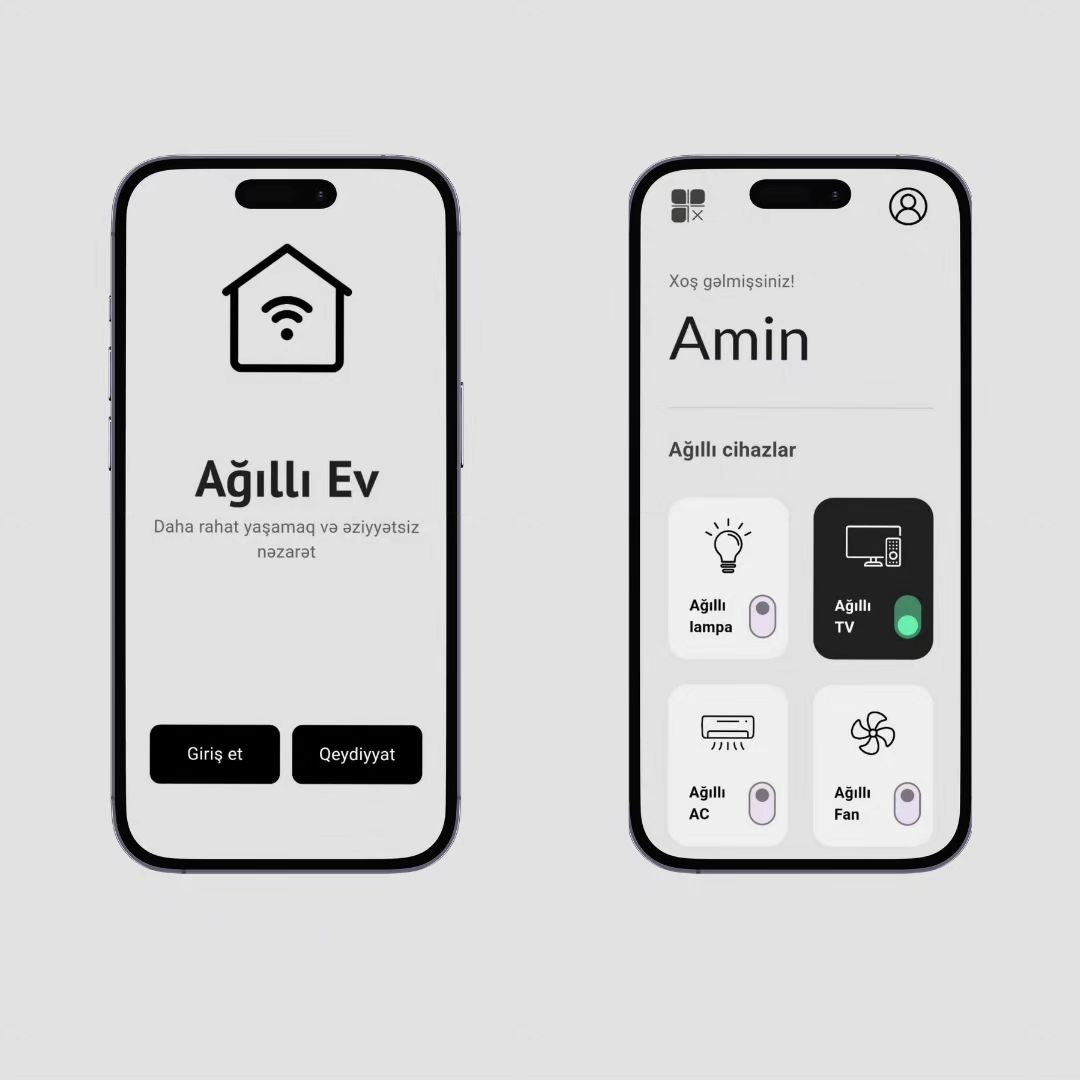 Ağıllı Ev
Daha rahat yaşamaq və əziyyətsiz
nəzarət
Giriş et
Qeydiyyat
Xoş gəlmişsiniz!
Amin
Ağıllı cihazlar
Ağıllı
lampa
Ağıllı
TV
Ağıllı
AC
Ağıllı
Fan